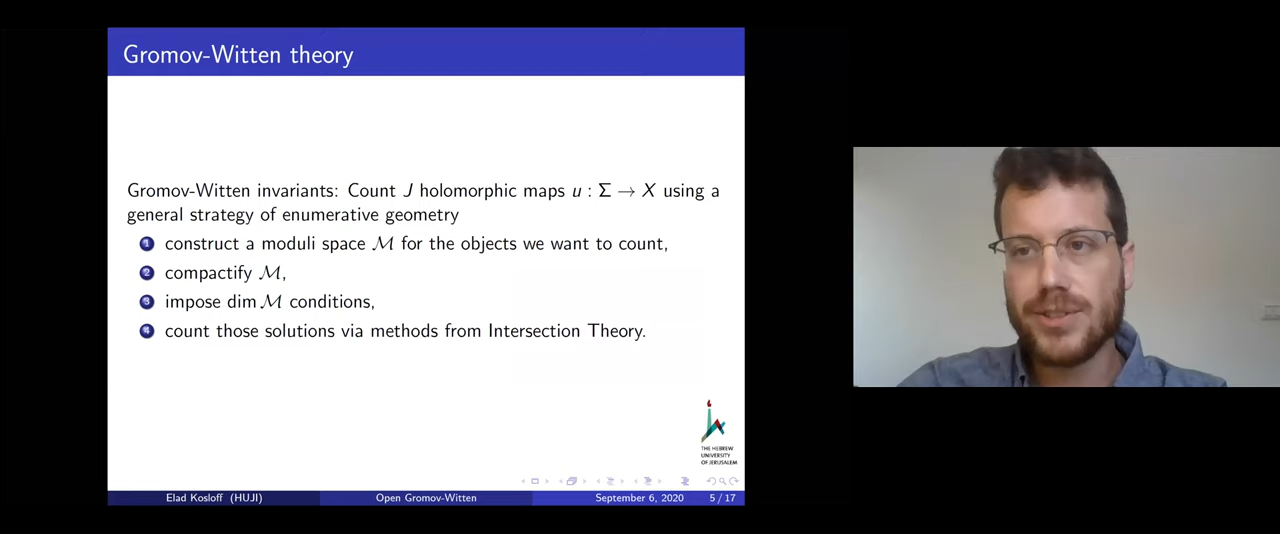 Gromov-Witten theory
Gromov-Witten invariants: Count J holomorphic maps u : Σ → X using a
general strategy of enumerative geometry
1 construct a moduli space ℳ for the objects we want to count,
2 compactify ℳ,
3 impose dim ℳ conditions,
4 count those solutions via methods from Intersection Theory.
THE HEBREW
UNIVERSITY
OF JERUSALEM
Elad Kosloff (HUJI) Open Gromov-Witten September 6, 2020 5 / 17